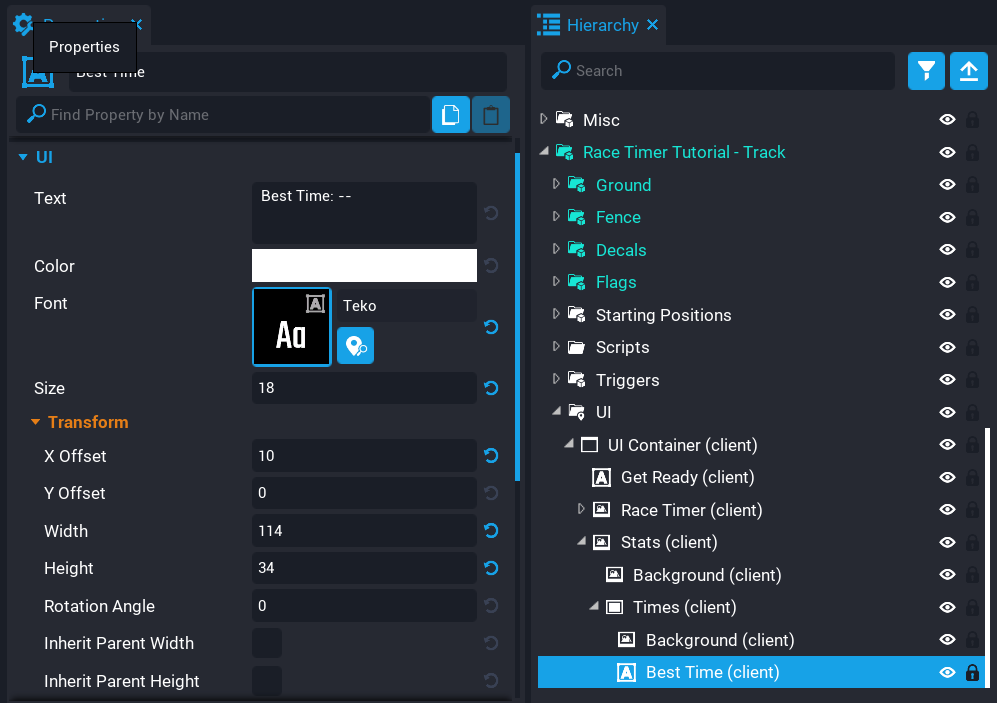 Properties
Properties
Best Time
Find Property by Name
UI
Text
Best Time: --
Color
Font
Aa
A
Teko
Size
18
Transform
X Offset
10
Y Offset
0
Width
114
Height
34
Rotation Angle
0
Inherit Parent Width
Inherit Parent Height
Hierarchy
Search
Misc
Race Timer Tutorial - Track
Ground
Fence
Decals
Flags
Starting Positions
Scripts
Triggers
UI
UI Container (client)
Get Ready (client)
Race Timer (client)
Stats (client)
Background (client)
Times (client)
Background (client)
Best Time (client)